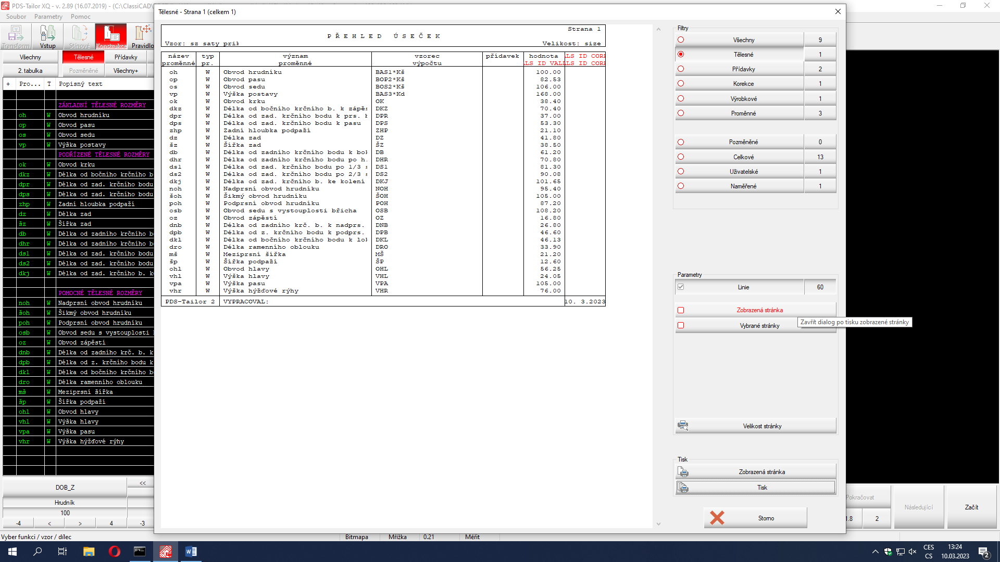 PDS-Tailor XQ - v. 2.89 (16.07.2019) - (C:\ClassiCAD\
Soubor Parametry Pomoc
Transform Vstup Stínové Konstrukce Pravidlo
Všechny Tělesné Přídavky
2. tabulka Pozměněné Všechny+
+ Pro... T Popisný text
ZÁKLADNÍ TĚLESNÉ ROZMĚRY
oh W Obvod hrudníku
op W Obvod pasu
os W Obvod sedu
vp W Výška postavy
PODŘÍZENÉ TĚLESNÉ ROZMĚRY
ok W Obvod krku
dkz W Délka od bočního krčního b
dpr W Délka od zad. krčního bodu
dps W Délka od zad. krčního bodu
zhp W Zadní hloubka podpaží
dz W Délka zad
šz W Šířka zad
db W Délka od zadního krčního b
dhr W Délka od zadního krčního b
ds1 W Délka od zad. krčního bodu
ds2 W Délka od zad. krčního bodu
dkj W Délka od zad. krčního b. k
POMOCNÉ TĚLESNÉ ROZMĚRY
noh W Nadprsní obvod hrudníku
šoh W Šikmý obvod hrudníku
poh W Podprsní obvod hrudníku
osb W Obvod sedu s vystouplostí
oz W Obvod zápěstí
dnb W Délka od zadního krč. b. k
dpb W Délka od z. krčního bodu k
dkl W Délka od bočního krčního b
dro W Délka ramenního oblouku
mš W Meziprsní šířka
šp W Šířka podpaží
ohl W Obvod hlavy
vhl W Výška hlavy
vpa W Výška pasu
vhr W Výška hýžďové rýhy
DOB_Z <<
Hrudník
100
-4 < > 4 -3
Vyber funkci / vzor / dílec Bitmapa Mřížka 0.21 Měřit
Tělesné - Strana 1 (celkem 1)
Strana 1
PŘEHLED ÚSEČEK
Vzor: sz saty prik Velikost: size
název typ význam vzorec přídavek hodnota LS ID CORI
proměnné pr. proměnné výpočtu LS ID VALI LS ID CORI
oh W Obvod hrudníku BAS1*Kš 100.00
op W Obvod pasu BOP2*Kš 82.53
os W Obvod sedu BOS2*Kš 106.00
vp W Výška postavy BAS3*Kd 168.00
ok W Obvod krku OK 38.40
dkz W Délka od bočního krčního b. k zápěs DKZ 70.40
dpr W Délka od zad. krčního bodu k prs. b DPR 37.00
dps W Délka od zad. krčního bodu k pasu DPS 53.30
zhp W Zadní hloubka podpaží ZHP 21.10
dz W Délka zad DZ 41.80
šz W Šířka zad ŠZ 38.50
db W Délka od zadního krčního bodu k bok DB 61.20
dhr W Délka od zadního krčního bodu po h. DHR 70.80
ds1 W Délka od zad. krčního bodu po 1/3 s DS1 81.30
ds2 W Délka od zad. krčního bodu po 2/3 s DS2 90.08
dkj W Délka od zad. krčního b. ke kolení DKJ 101.65
noh W Nadprsní obvod hrudníku NOH 95.40
šoh W Šikmý obvod hrudníku ŠOH 105.00
poh W Podprsní obvod hrudníku POH 87.20
osb W Obvod sedu s vystouplosti břicha OSB 108.20
oz W Obvod zápěstí OZ 16.80
dnb W Délka od zadního krč. b. k nadprs. DNB 26.80
dpb W Délka od z. krčního bodu k podprs. DPB 46.60
dkl W Délka od bočního krčního bodu k lok DKL 46.13
dro W Délka ramenního oblouku DRO 33.90
mš W Meziprsní šířka MŠ 21.20
šp W Šířka podpaží ŠP 12.60
ohl W Obvod hlavy OHL 56.25
vhl W Výška hlavy VHL 24.05
vpa W Výška pasu VPA 105.00
vhr W Výška hýžďové rýhy VHR 76.00
PDS-Tailor 2 VYPRACOVAL: 10. 3.2023
Filtry
Všechny 9
Tělesné 1
Přídavky 2
Korekce 1
Výrobkové 1
Proměnné 3
Pozměněné 0
Celkové 13
Uživatelské 1
Naměřené 1
Parametry
Linie 60
Zobrazená stránka
Vybrané stránky
Zavřít dialog po tisku zobrazené stránky
Velikost stránky
Tisk
Zobrazená stránka
Tisk
Storno
Pokračovat Následující Začít
1.8 2
CES 13:24
CS 10.03.2023 2